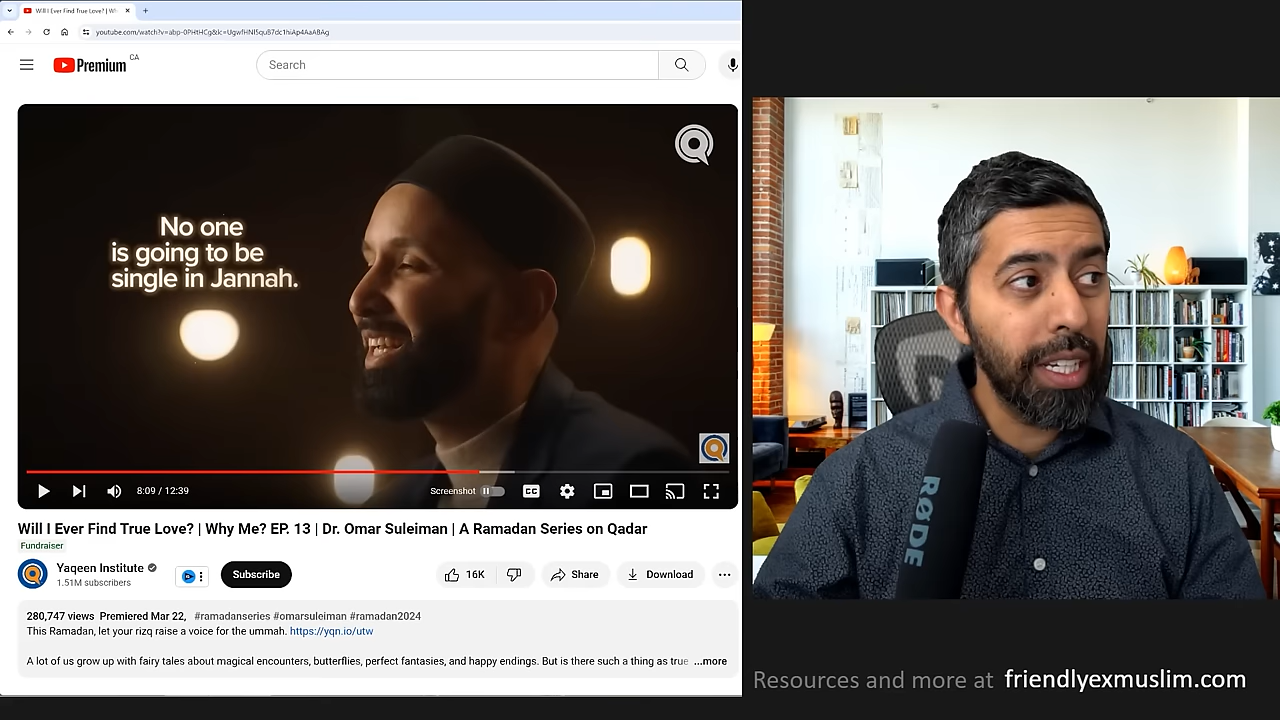 Will I Ever Find True Love? | Wh
youtube.com/watch?v=abp-0PHtHCg&lc=UgwfHNl5quB7dc1hiAp4AaABAg
Premium CA
Search
No one
is going to be
single in Jannah.
8:09 / 12:39
Screenshot
CC
Will I Ever Find True Love? | Why Me? EP. 13 | Dr. Omar Suleiman | A Ramadan Series on Qadar
Fundraiser
Yaqeen Institute
1.51M subscribers
Subscribe
16K
Share
Download
280,747 views Premiered Mar 22, #ramadanseries #omarsuleiman #ramadan2024
This Ramadan, let your rizq raise a voice for the ummah. https://yqn.io/utw
A lot of us grow up with fairy tales about magical encounters, butterflies, perfect fantasies, and happy endings. But is there such a thing as true ...more
RØDE
Resources and more at friendlyexmuslim.com